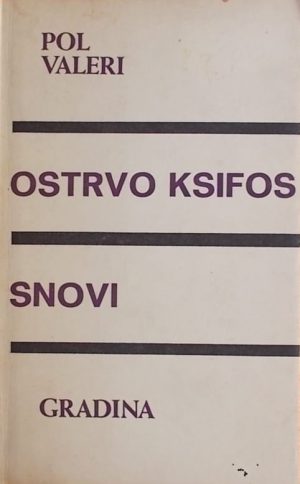 POL
VALERI
OSTRVO KSIFOS
SNOVI
GRADINA